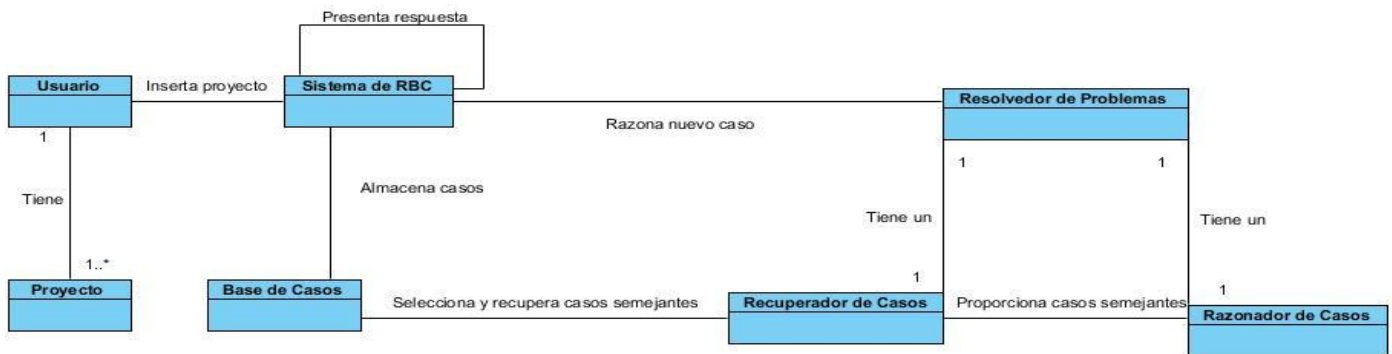 Presenta respuesta
Usuario
Inserta proyecto
Sistema de RBC
Resolvedor de Problemas
Razona nuevo caso
1
1
1
Tiene
Almacena casos
Tiene un
Tiene un
1..*
1
1
Proyecto
Base de Casos
Selecciona y recupera casos semejantes
Recuperador de Casos
Proporciona casos semejantes
Razonador de Casos